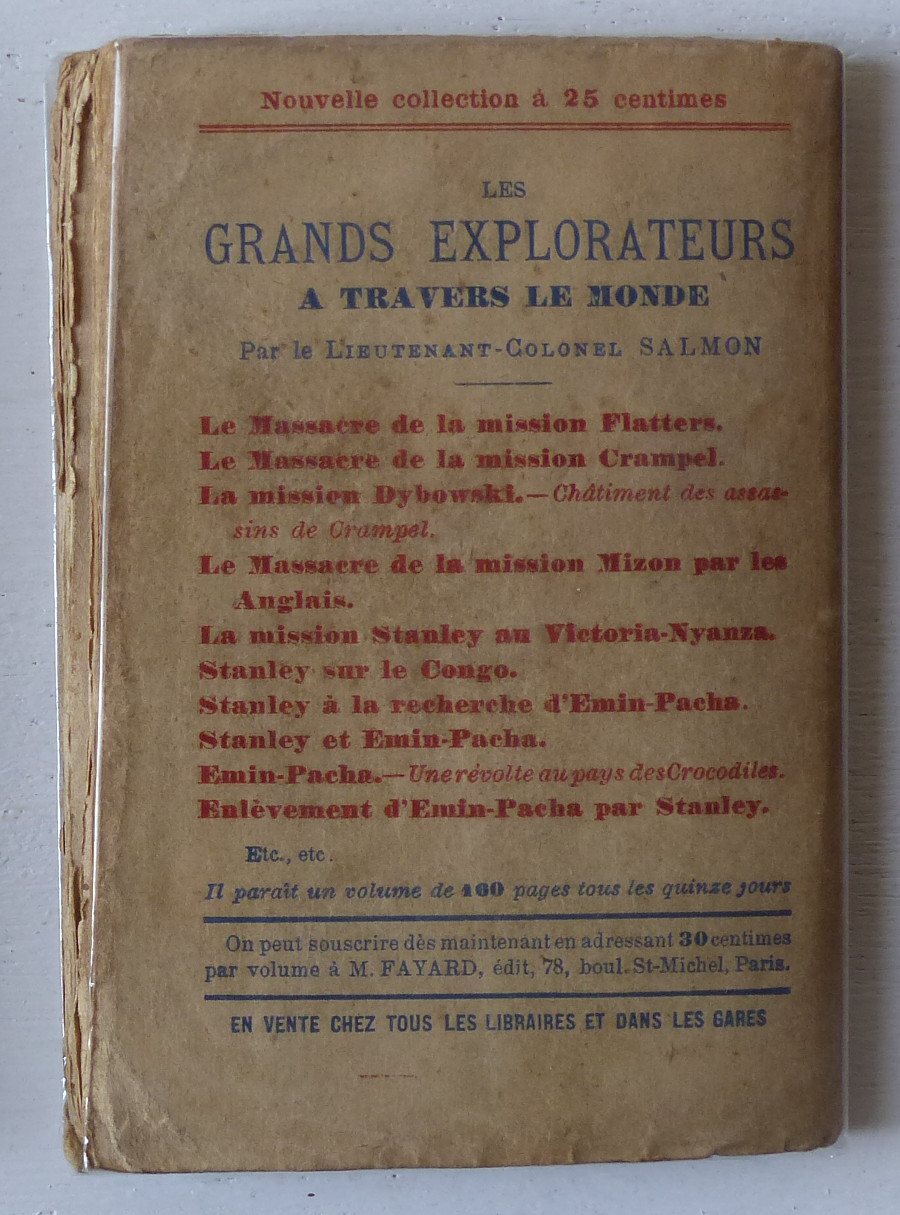 Nouvelle collection à 25 centimes
LES
GRANDS EXPLORATEURS
A TRAVERS LE MONDE
Par le LIEUTENANT-COLONEL SALMON
Le Massacre de la mission Flatters.
Le Massacre de la mission Crampel.
La mission Dybowski.—Châtiment des assas-
sins de Crampel.
Le Massacre de la mission Mizon par les
Anglais.
La mission Stanley au Victoria-Nyanza.
Stanley sur le Congo.
Stanley à la recherche d'Emin-Pacha.
Stanley et Emin-Pacha.
Emin-Pacha.—Une révolte au pays des Crocodiles.
Enlèvement d'Emin-Pacha par Stanley.
Etc., etc.
Il paraît un volume de 160 pages tous les quinze jours
On peut souscrire dès maintenant en adressant 30 centimes
par volume à M. FAYARD, édit, 78, boul. St-Michel, Paris.
EN VENTE CHEZ TOUS LES LIBRAIRES ET DANS LES GARES